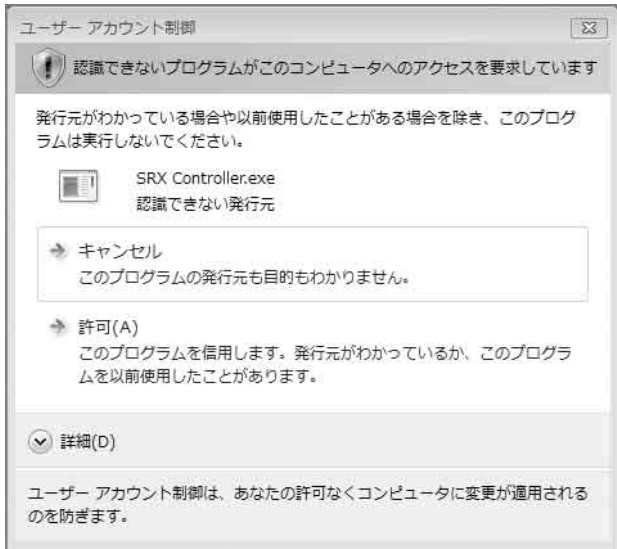 ユーザー アカウント制御
認識できないプログラムがこのコンピュータへのアクセスを要求しています
発行元がわかっている場合や以前使用したことがある場合を除き、このプログ
ラムは実行しないでください。
SRX Controller.exe
認識できない発行元
キャンセル
このプログラムの発行元も目的もわかりません。
許可(A)
このプログラムを信用します。発行元がわかっているか、このプログラ
ムを以前使用したことがあります。
詳細(D)
ユーザー アカウント制御は、あなたの許可なくコンピュータに変更が適用される
のを防ぎます。